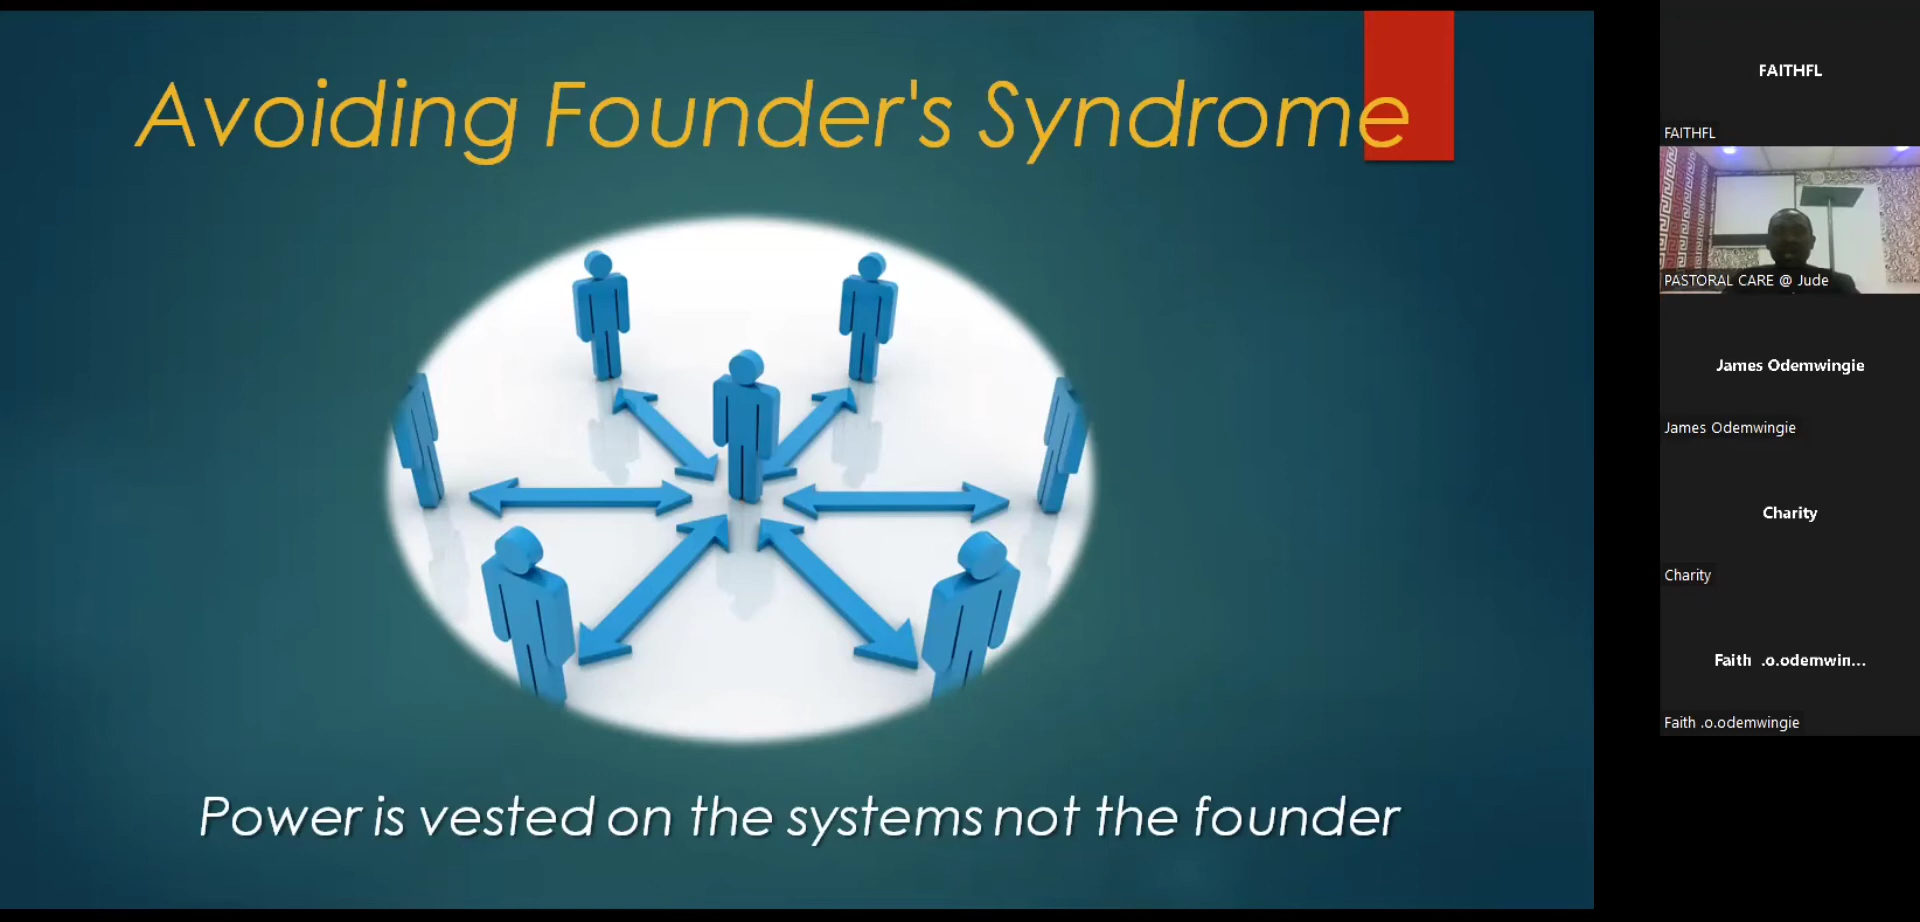 Avoiding Founder's Syndrome
Power is vested on the systems not the founder
FAITHFL
FAITHFL
PASTORAL CARE @ Jude
James Odemwingie
James Odemwingie
Charity
Charity
Faith .o.odemwin...
Faith .o.odemwingie